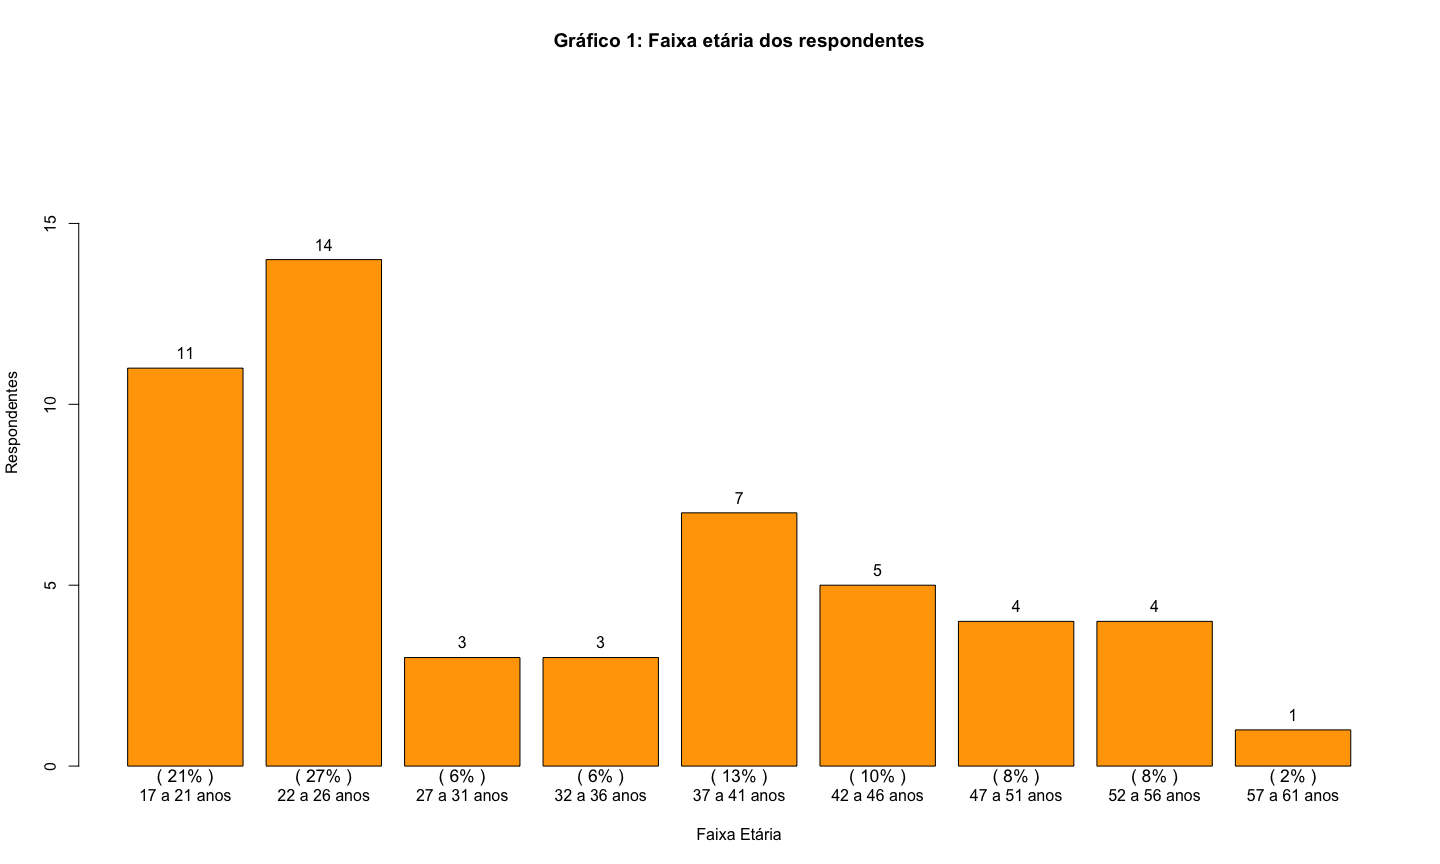 Gráfico 1: Faixa etária dos respondentes
Respondentes
15
10
5
0
11
14
3
3
7
5
4
4
1
( 21% )
( 27% )
( 6% )
( 6% )
( 13% )
( 10% )
( 8% )
( 8% )
( 2% )
17 a 21 anos
22 a 26 anos
27 a 31 anos
32 a 36 anos
37 a 41 anos
42 a 46 anos
47 a 51 anos
52 a 56 anos
57 a 61 anos
Faixa Etária